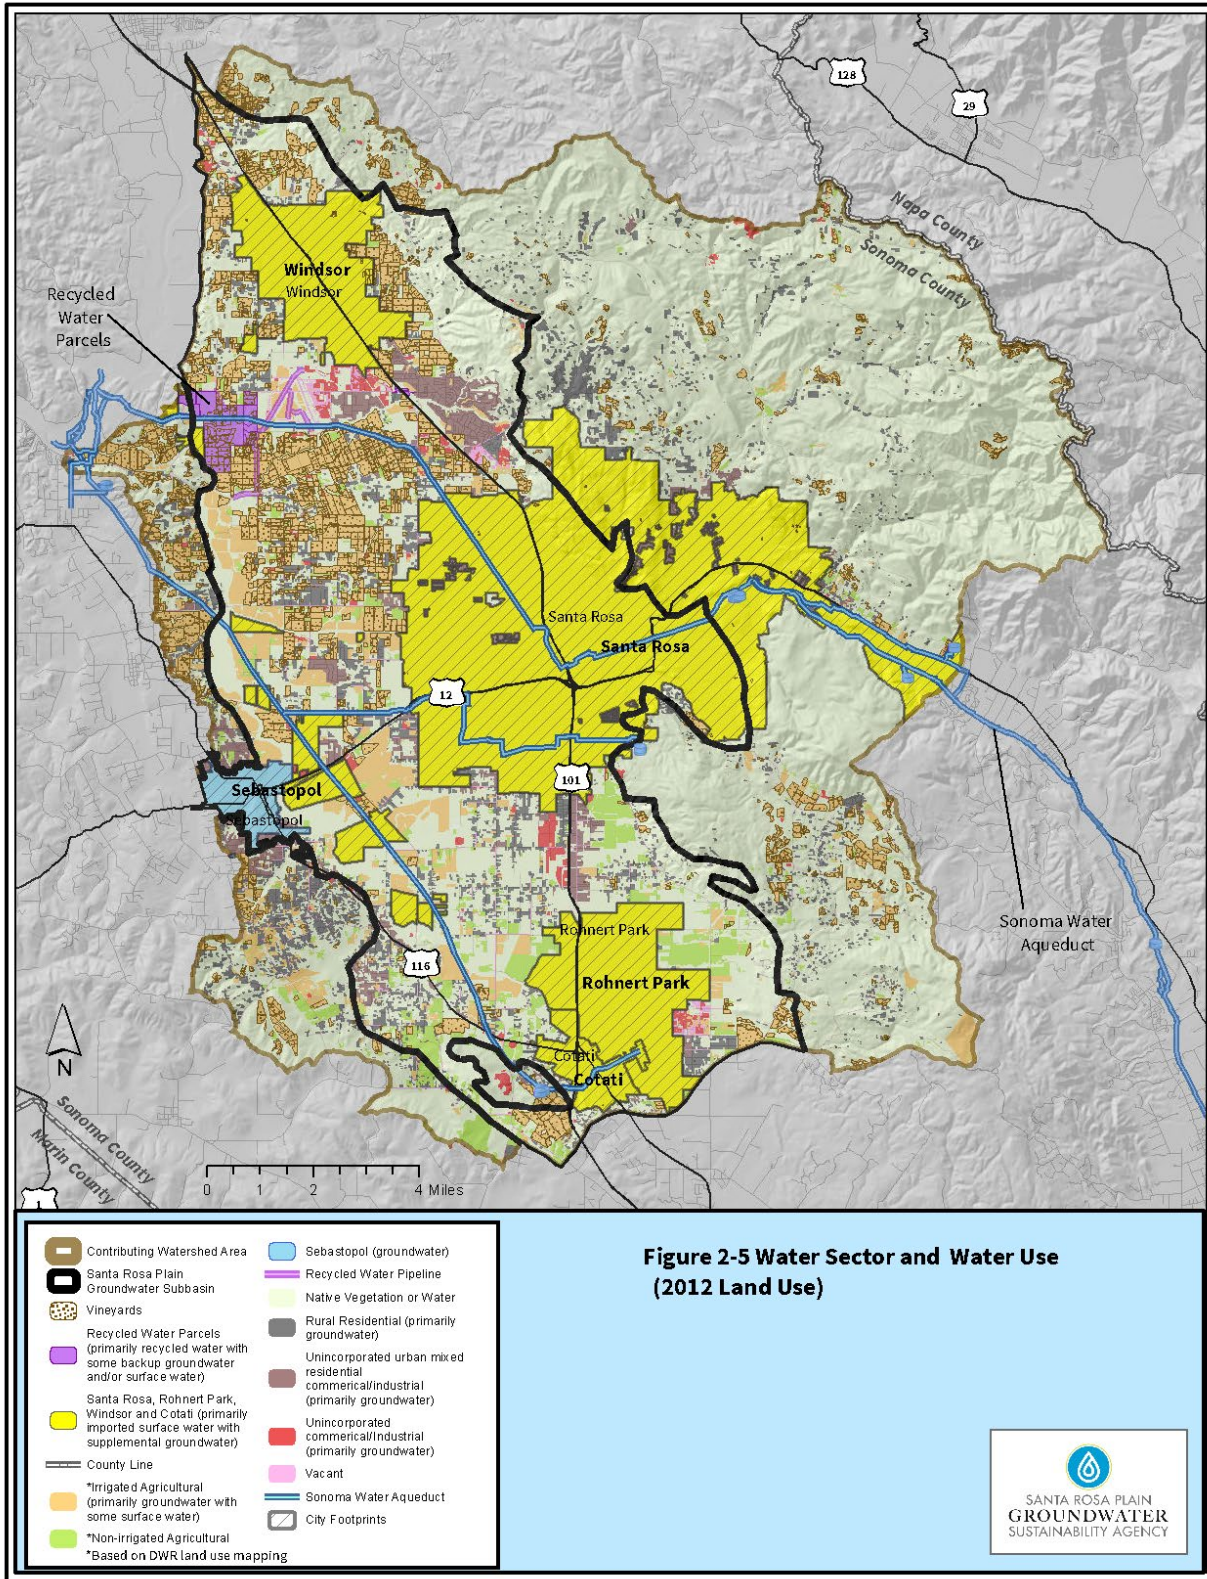 128
29
Napa County
Sonoma County
Windsor
Windsor
Recycled
Water
Parcels
Santa Rosa
Santa Rosa
12
101
Sebastopol
Sebastopol
Rohnert Park
Rohnert Park
116
Sonoma Water
Aqueduct
Cotati
Cotati
N
Sonoma County
Marin County
1
0 1 2 4 Miles
Contributing Watershed Area
Santa Rosa Plain
Groundwater Subbasin
Vineyards
Recycled Water Parcels
(primarily recycled water with
some backup groundwater
and/or surface water)
Santa Rosa, Rohnert Park,
Windsor and Cotati (primarily
imported surface water with
supplemental groundwater)
County Line
*Irrigated Agricultural
(primarily groundwater with
some surface water)
*Non-irrigated Agricultural
*Based on DWR land use mapping
Sebastopol (groundwater)
Recycled Water Pipeline
Native Vegetation or Water
Rural Residential (primarily
groundwater)
Unincorporated urban mixed
residential
commerical/industrial
(primarily groundwater)
Unincorporated
commerical/Industrial
(primarily groundwater)
Vacant
Sonoma Water Aqueduct
City Footprints
Figure 2-5 Water Sector and Water Use
(2012 Land Use)
SANTA ROSA PLAIN
GROUNDWATER
SUSTAINABILITY AGENCY